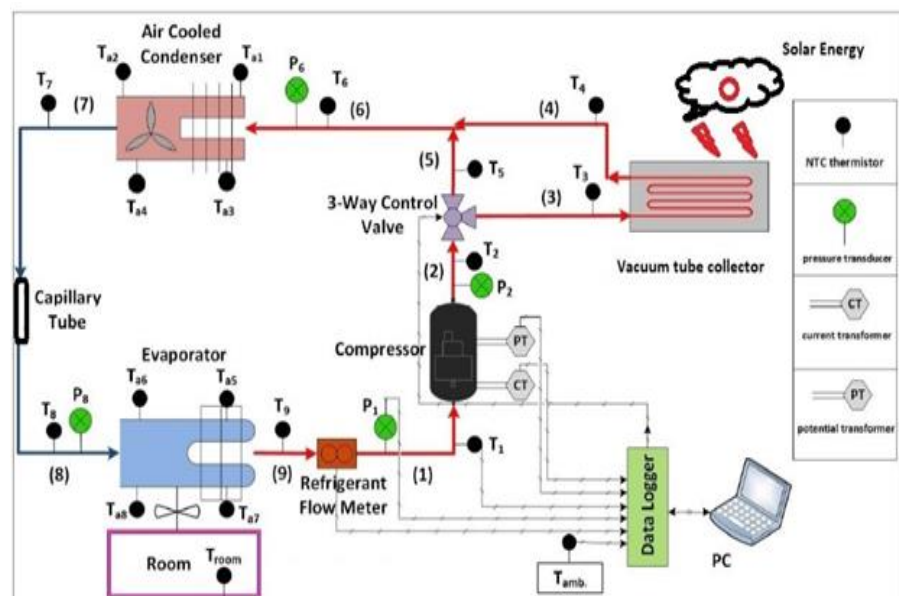 Air Cooled
Condenser
Solar Energy
Ta2
Ta1
P6
T6
T7
(7)
(6)
(4)
T4
NTC thermistor
Ta4
Ta3
(5)
T5
T3
(3)
3-Way Control
Valve
T2
(2)
P2
Vacuum tube collector
pressure transducer
Capillary
Tube
Compressor
PT
CT
CT
current transformer
Evaporator
Ta6
Ta5
P8
T8
T9
P1
T1
PT
potential transformer
(8)
(9)
(1)
Refrigerant
Flow Meter
Ta8
Ta7
Data Logger
PC
Room
Troom
Tamb.